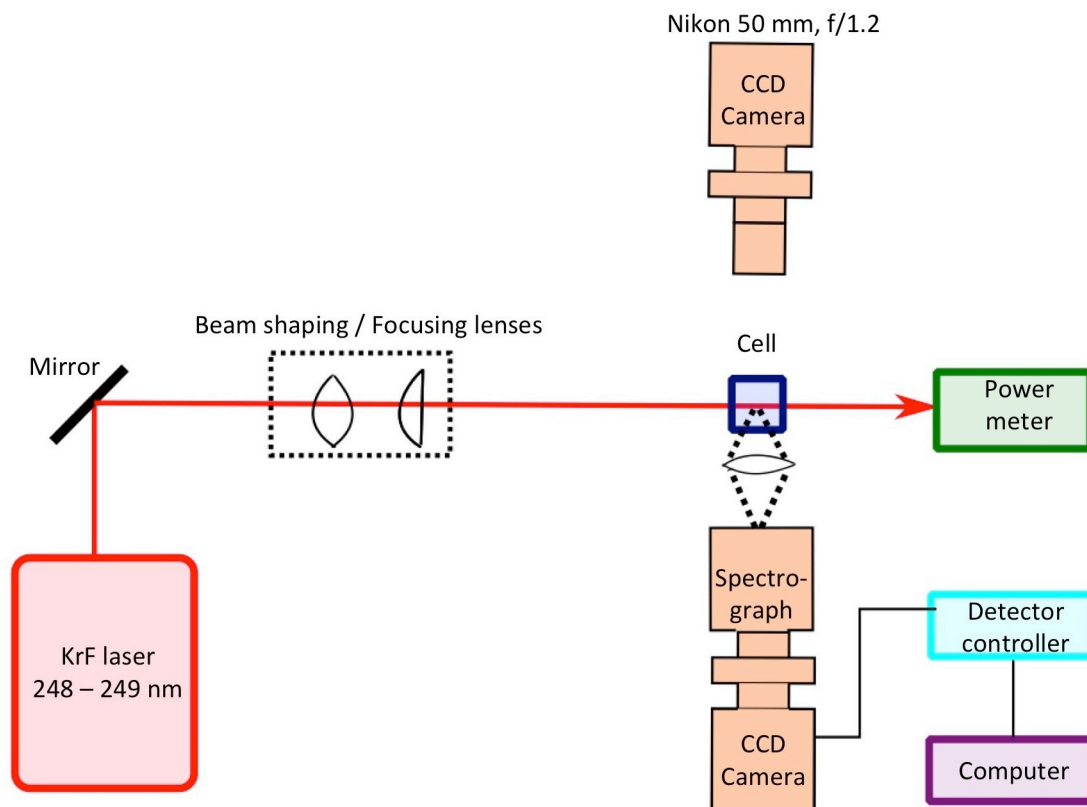 Nikon 50 mm, f/1.2
CCD
Camera
Beam shaping / Focusing lenses
Mirror
Cell
Power
meter
Spectro-
graph
Detector
controller
KrF laser
248 – 249 nm
CCD
Camera
Computer